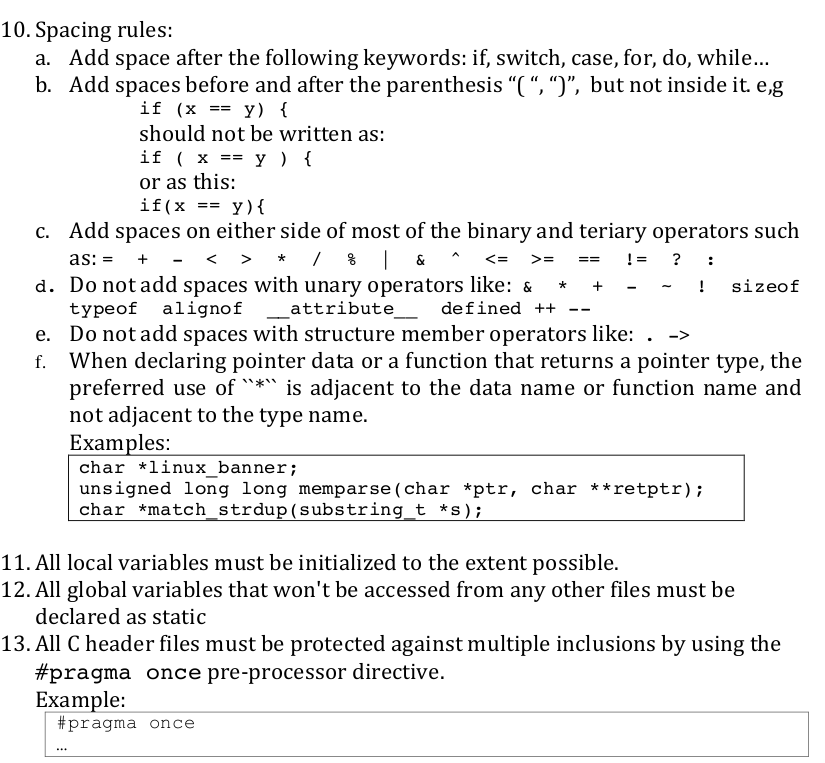 10. Spacing rules:
a. Add space after the following keywords: if, switch, case, for, do, while...
b. Add spaces before and after the parenthesis “( “, “)”, but not inside it. e,g
if (x == y) {
should not be written as:
if ( x == y ) {
or as this:
if(x == y){
c. Add spaces on either side of most of the binary and teriary operators such
as: = + - < > * / % | & ^ <= >= == != ? :
d. Do not add spaces with unary operators like: & * + - ~ ! sizeof
typeof alignof __attribute__ defined ++ --
e. Do not add spaces with structure member operators like: . ->
f. When declaring pointer data or a function that returns a pointer type, the
preferred use of ``*`` is adjacent to the data name or function name and
not adjacent to the type name.
Examples:
char *linux_banner;
unsigned long long memparse(char *ptr, char **retptr);
char *match_strdup(substring_t *s);
11. All local variables must be initialized to the extent possible.
12. All global variables that won't be accessed from any other files must be
declared as static
13. All C header files must be protected against multiple inclusions by using the
#pragma once pre-processor directive.
Example:
#pragma once
...